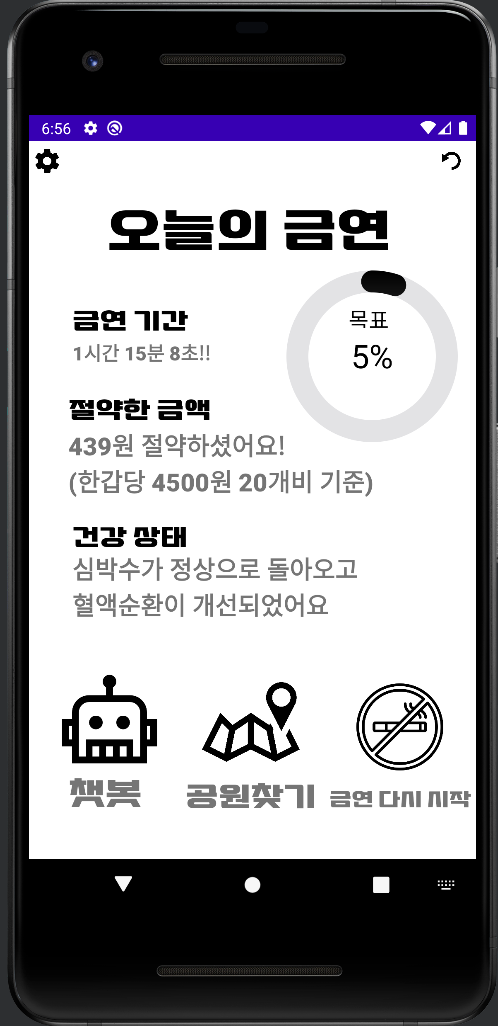 6:56
오늘의 금연
금연 기간
1시간 15분 8초!!
목표
5%
절약한 금액
439원 절약하셨어요!
(한갑당 4500원 20개비 기준)
건강 상태
심박수가 정상으로 돌아오고
혈액순환이 개선되었어요
챗봇
공원찾기
금연 다시 시작